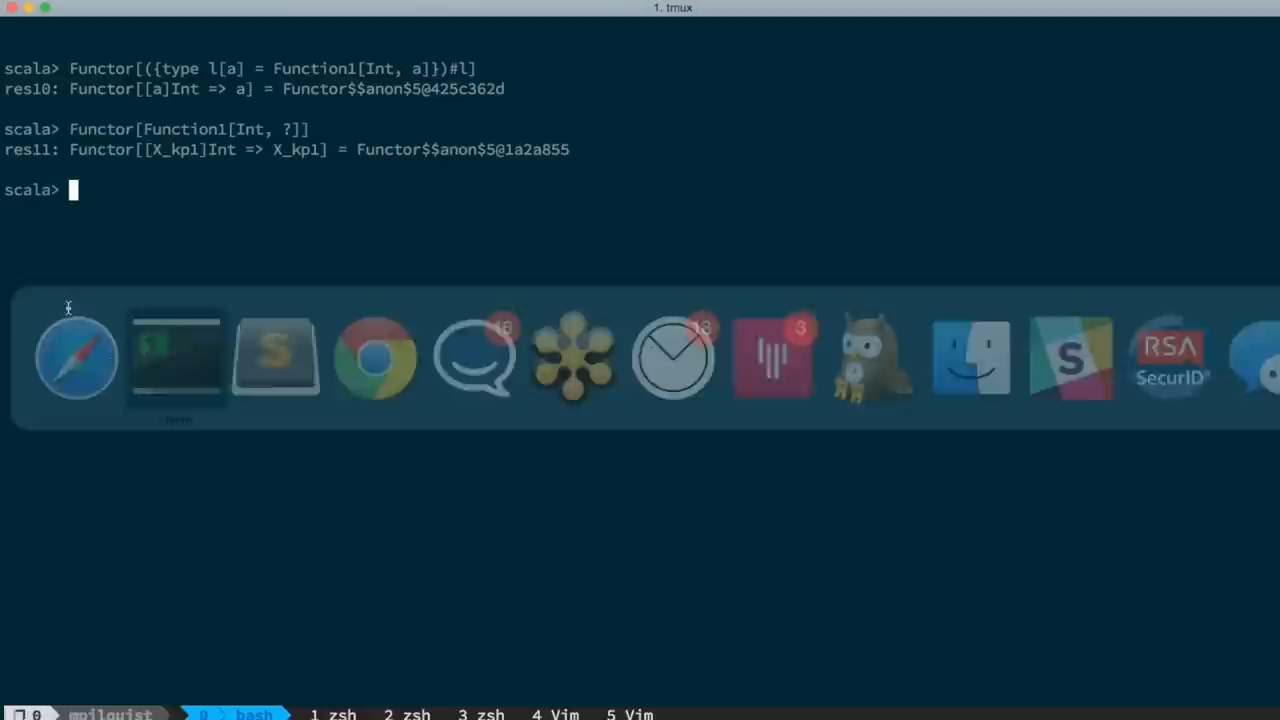 1. tmux
scala> Functor[({type l[a] = Function1[Int, a]})#l]
res10: Functor[[a]Int => a] = Functor$$anon$5@425c362d
scala> Functor[Function1[Int, ?]]
res11: Functor[[X_kp1]Int => X_kp1] = Functor$$anon$5@1a2a855
scala>
3
S
S
RSA
SecurID
0 mpilquist 0 bash 1 zsh 2 zsh 3 zsh 4 Vim 5 Vim